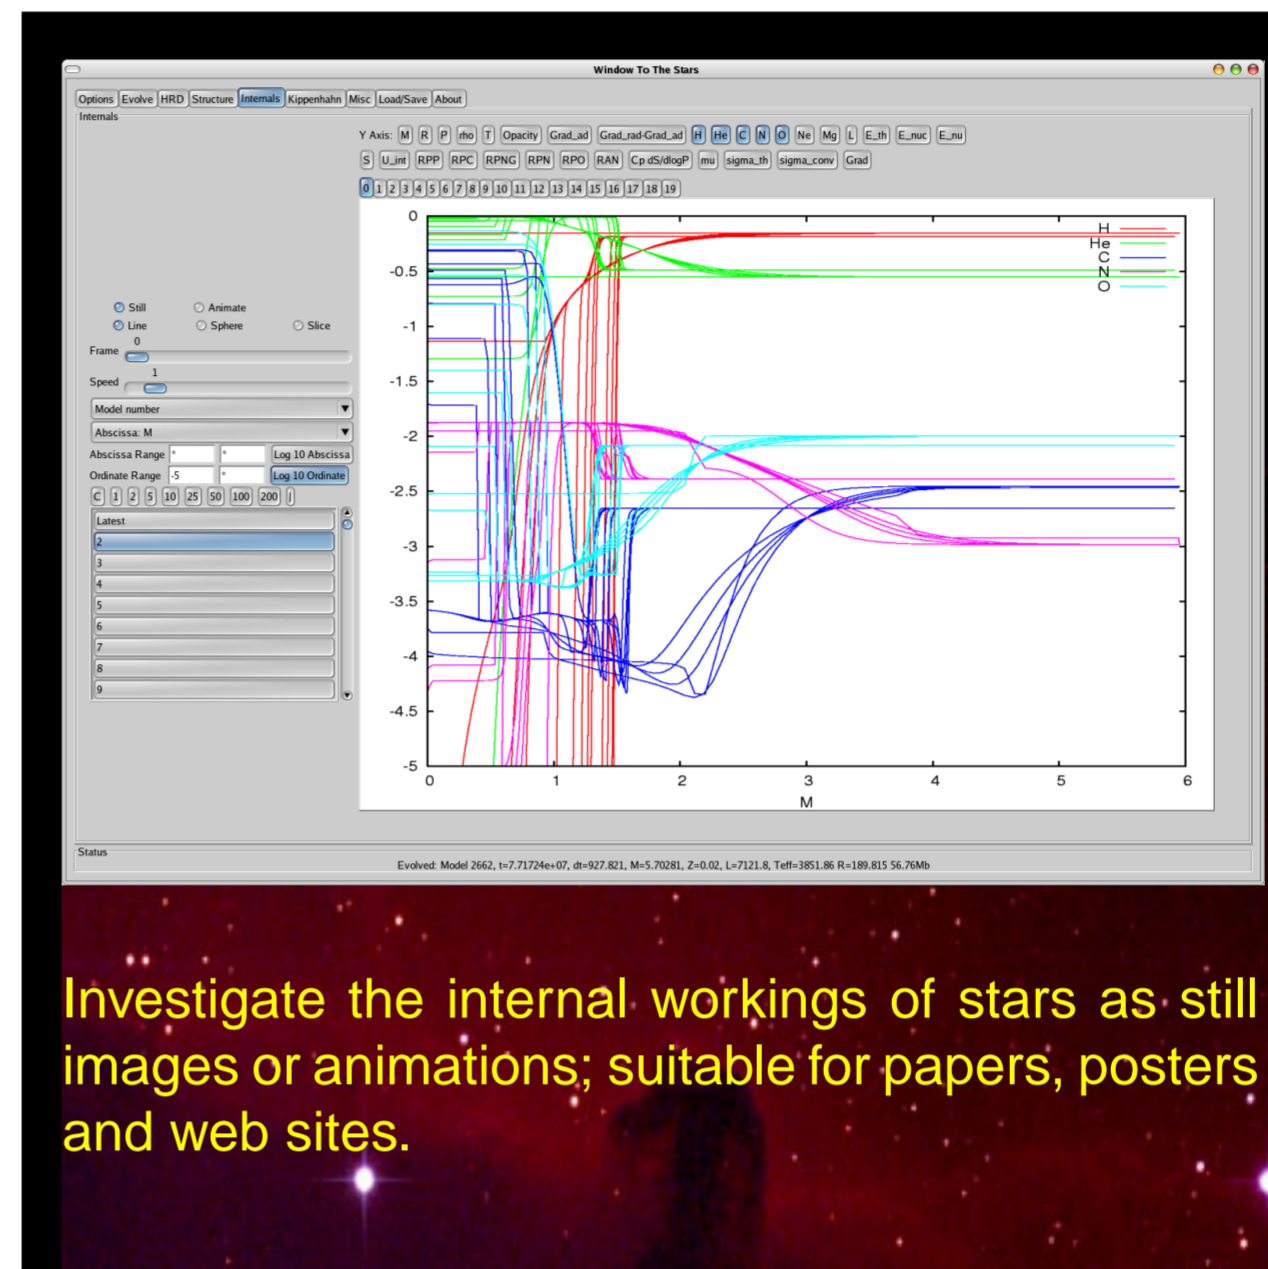 Window To The Stars
Options Evolve HRD Structure Internals Kippenhahn Misc Load/Save About
Internals
Y Axis: M R P rho T Opacity Grad_ad Grad_rad-Grad_ad H He C N O Ne Mg L E_th E_nuc E_nu
S U_int RPP RPC RPNG RPN RPO RAN Cp dS/dlogP mu sigma_th sigma_conv Grad
0 1 2 3 4 5 6 7 8 9 10 11 12 13 14 15 16 17 18 19
Still Animate
Line Sphere Slice
0
Frame
1
Speed
Model number
Abscissa: M
Abscissa Range * * Log 10 Abscissa
Ordinate Range -5 * Log 10 Ordinate
C 1 2 5 10 25 50 100 200
Latest
2
3
4
5
6
7
8
9
0
-0.5
-1
-1.5
-2
-2.5
-3
-3.5
-4
-4.5
-5
H
He
C
N
O
0 1 2 3 4 5 6
M
Status
Evolved: Model 2662, t=7.71724e+07, dt=927.821, M=5.70281, Z=0.02, L=7121.8, Teff=3851.86 R=189.815 56.76Mb
Investigate the internal workings of stars as still
images or animations; suitable for papers, posters
and web sites.